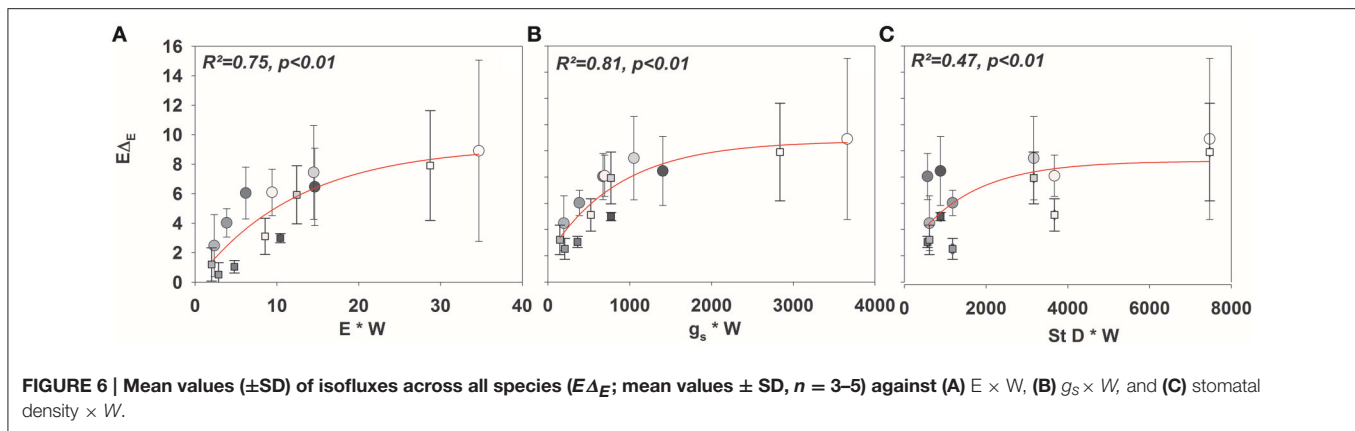 A
B
C
R²=0.75, p<0.01
R²=0.81, p<0.01
R²=0.47, p<0.01
EΔE
16
14
12
10
8
6
4
2
0
0 10 20 30 40
0 1000 2000 3000 4000
0 2000 4000 6000 8000
E * W
gs * W
St D * W
FIGURE 6 | Mean values (±SD) of isofluxes across all species (EΔE; mean values ± SD, n = 3–5) against (A) E × W, (B) gS × W, and (C) stomatal
density × W.